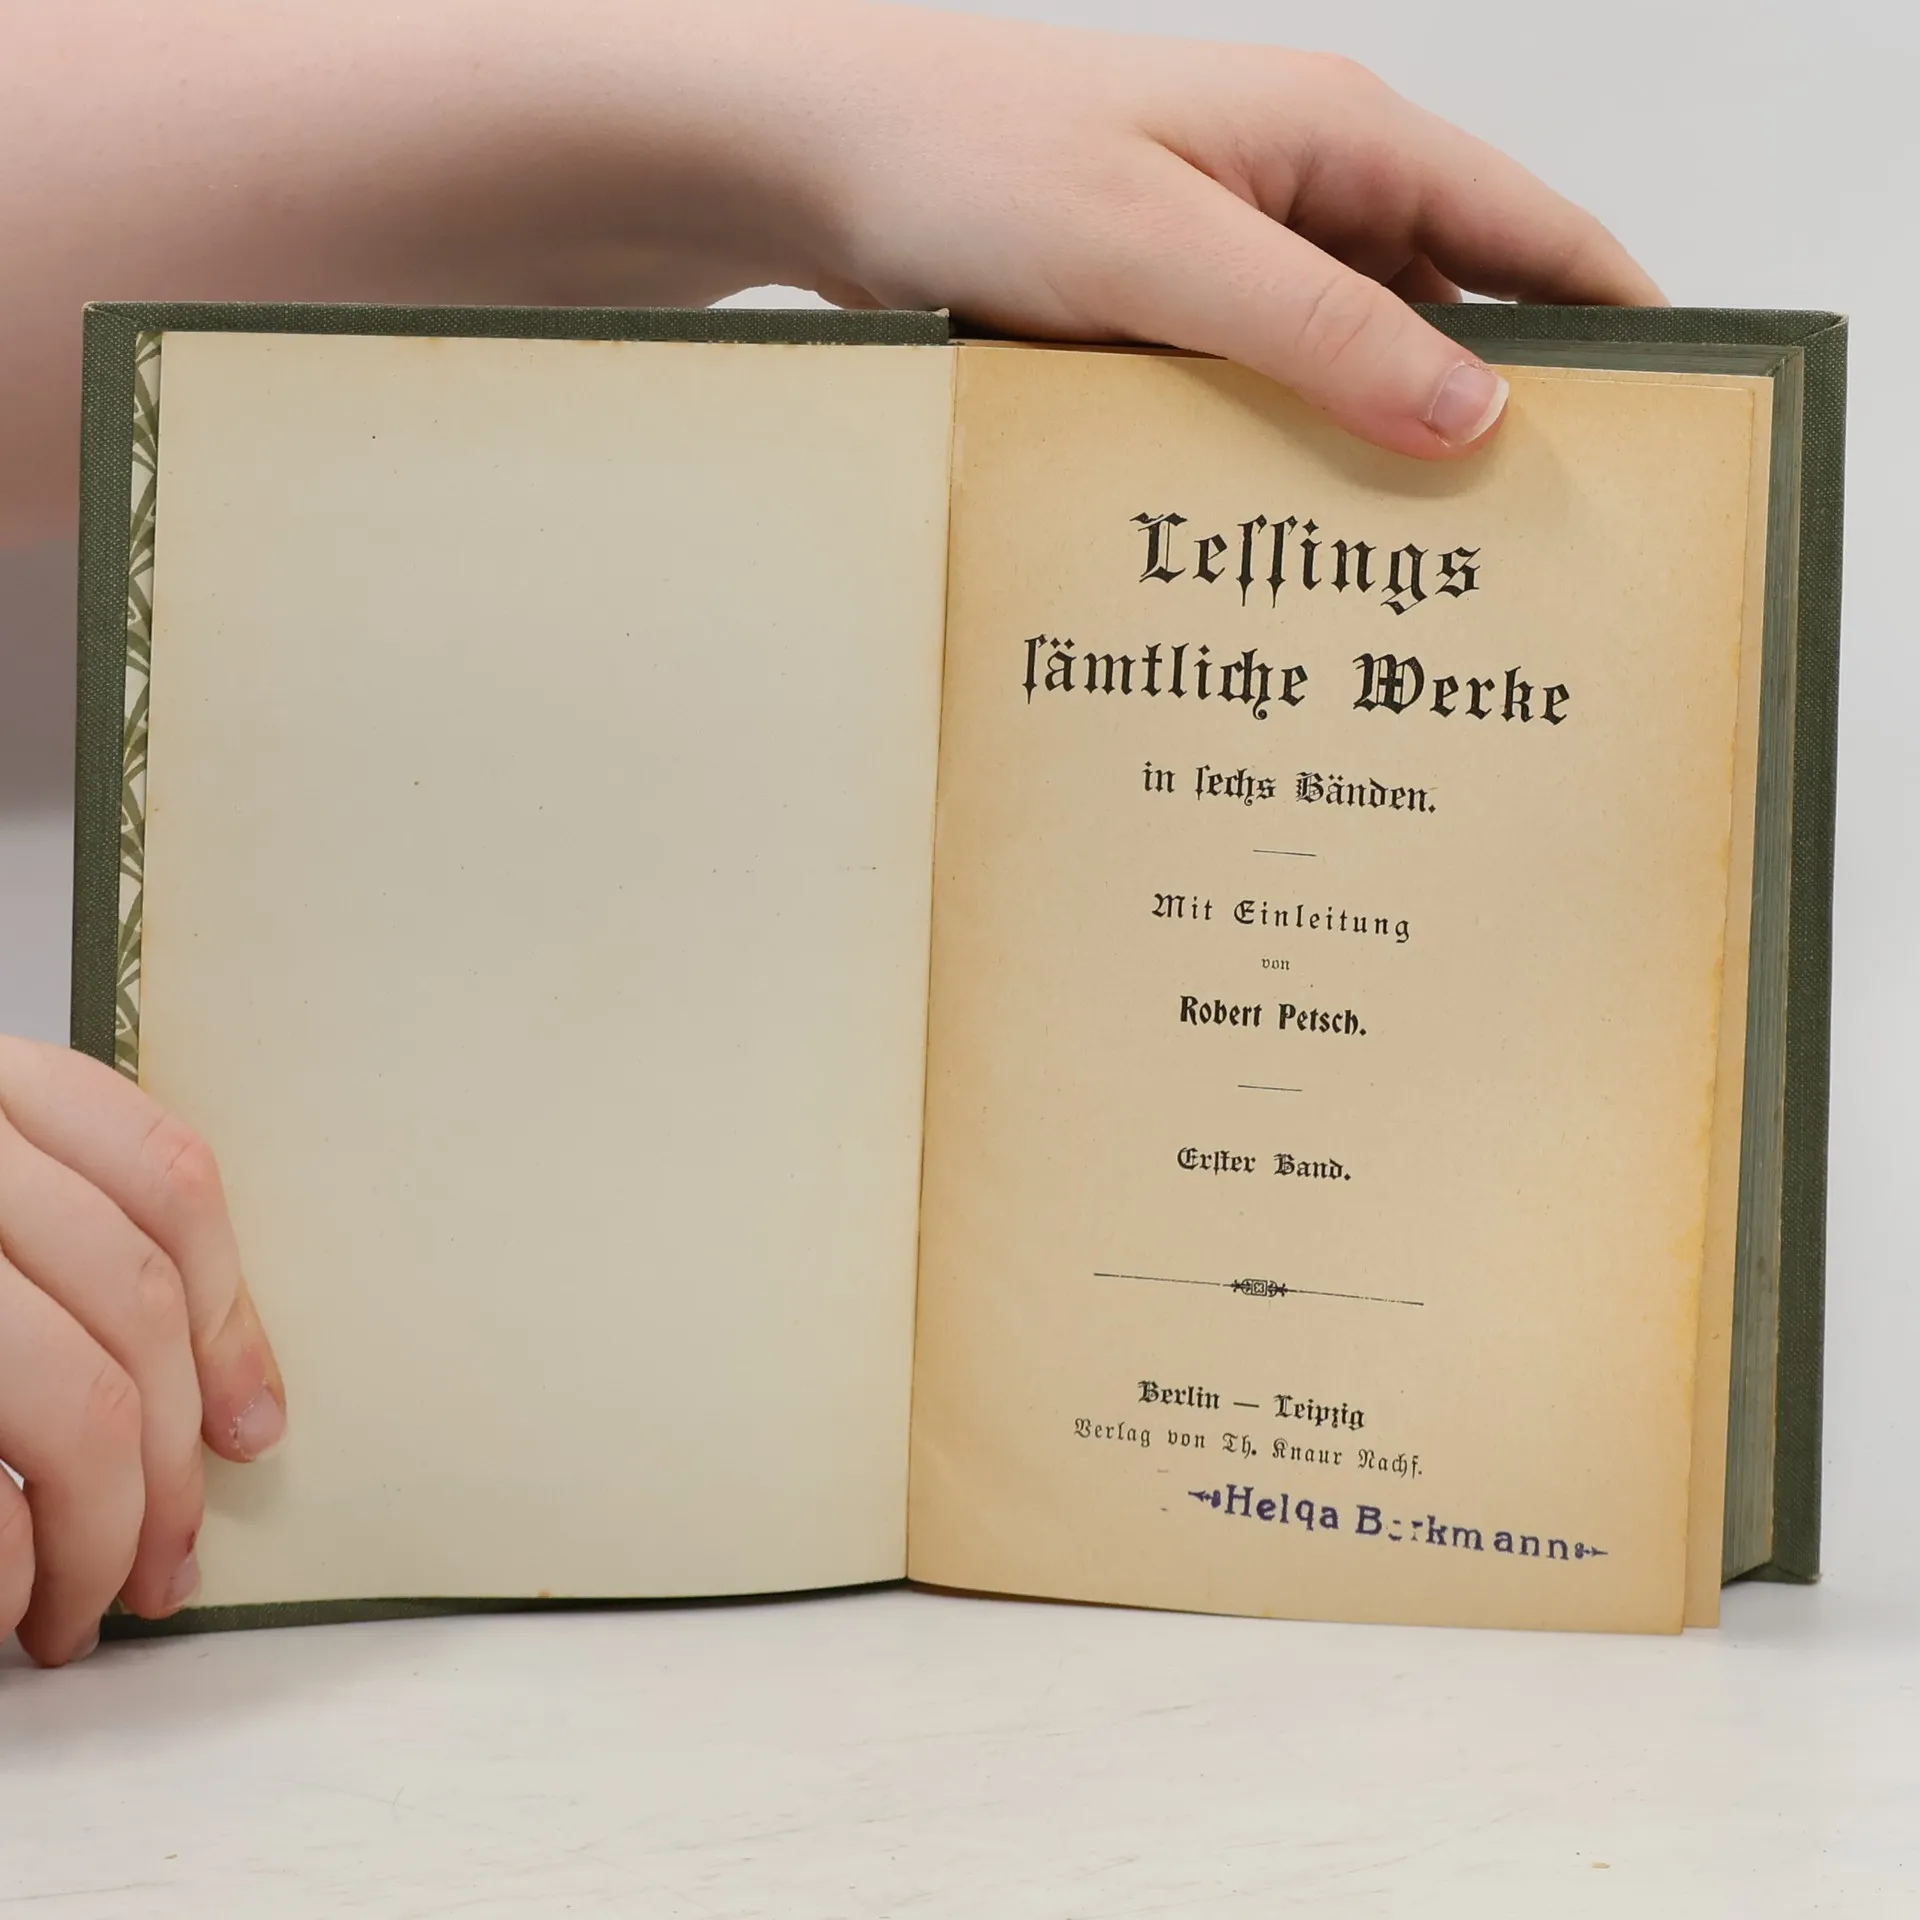 Leſſings
ſämtliche Werke
in ſechs Bänden.
Mit Einleitung
von
Robert Petsch.
Erſter Band.
Berlin — Leipzig
Verlag von Th. Knaur Nachf.
Helga